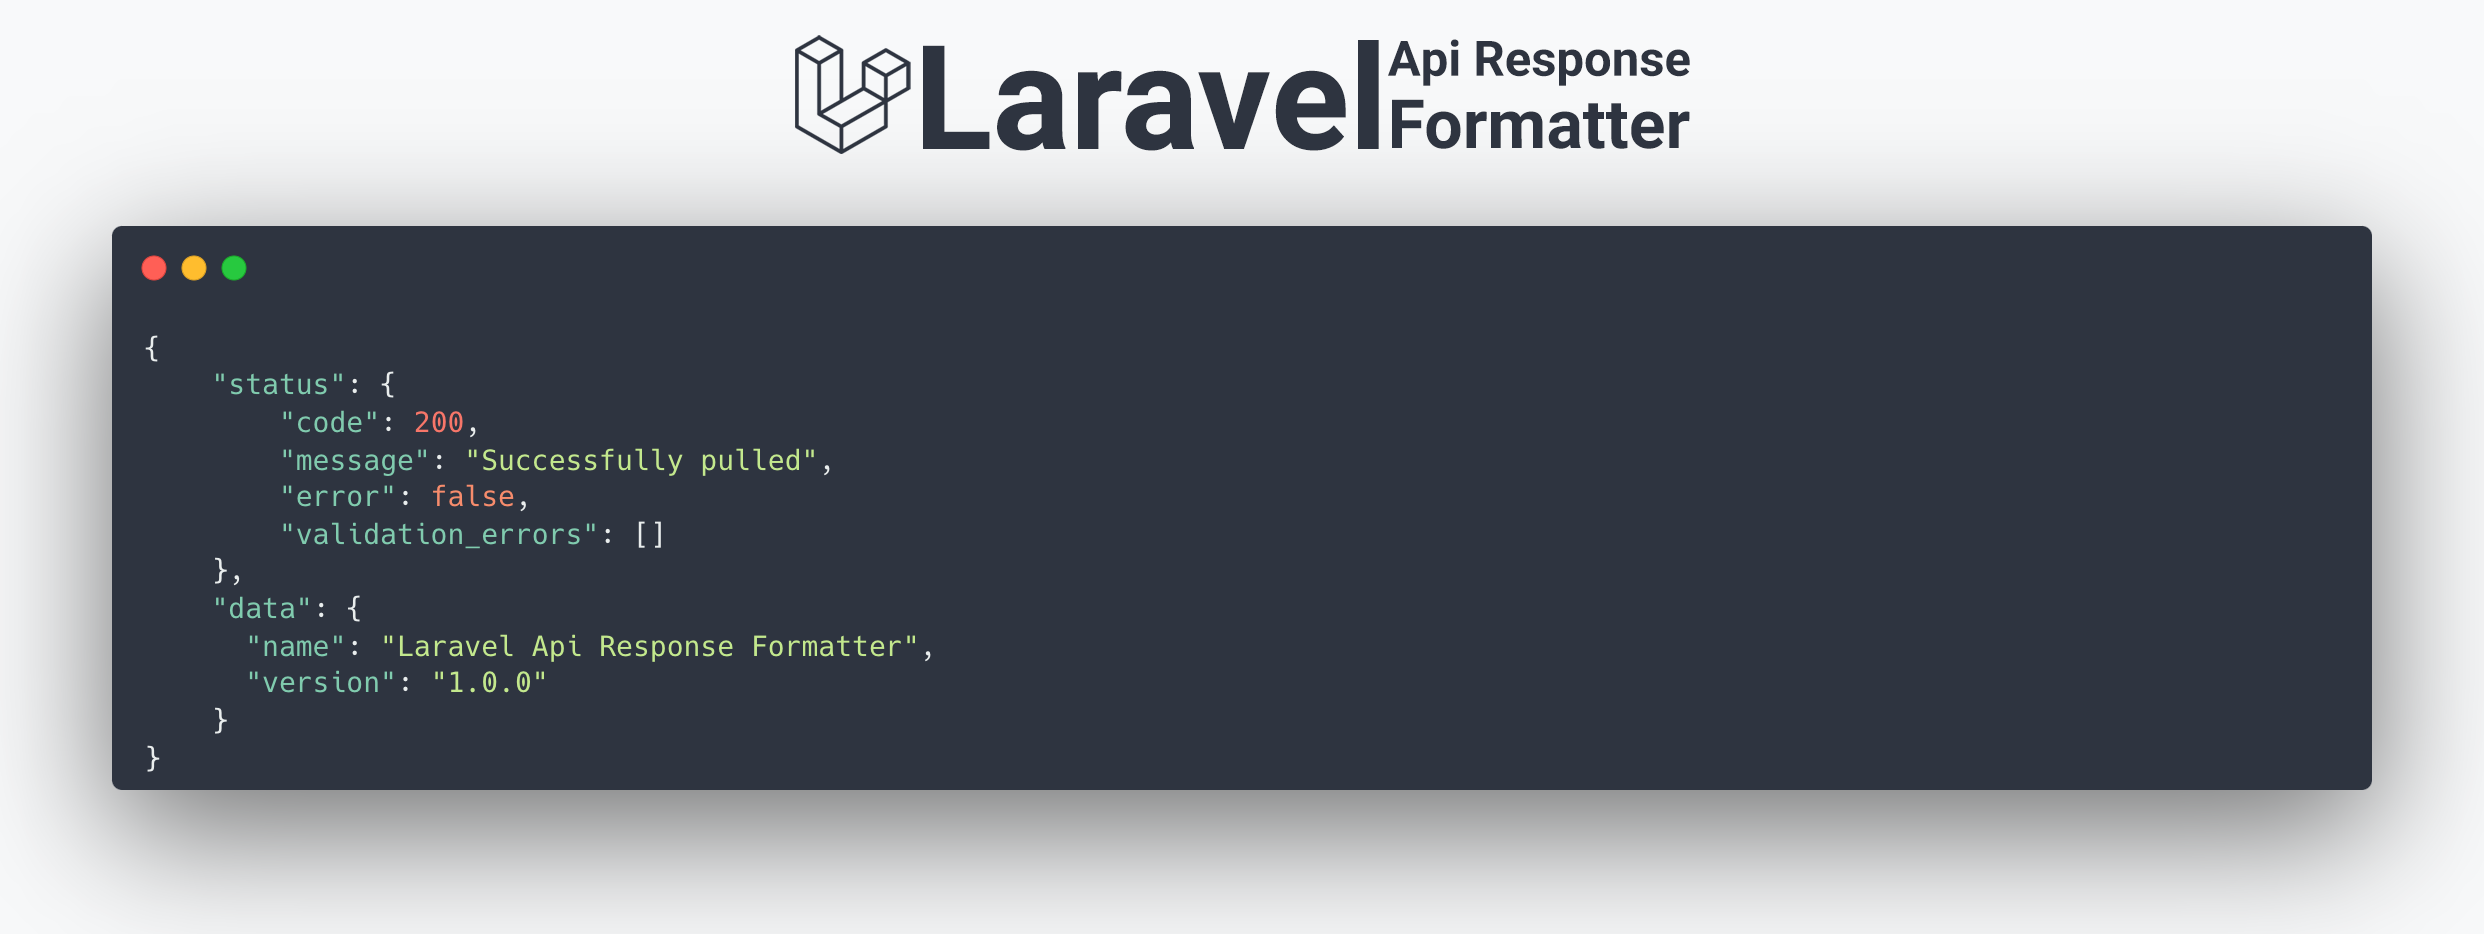 Laravel Api Response
Formatter
{
    "status": {
        "code": 200,
        "message": "Successfully pulled",
        "error": false,
        "validation_errors": []
    },
    "data": {
      "name": "Laravel Api Response Formatter",
      "version": "1.0.0"
    }
}